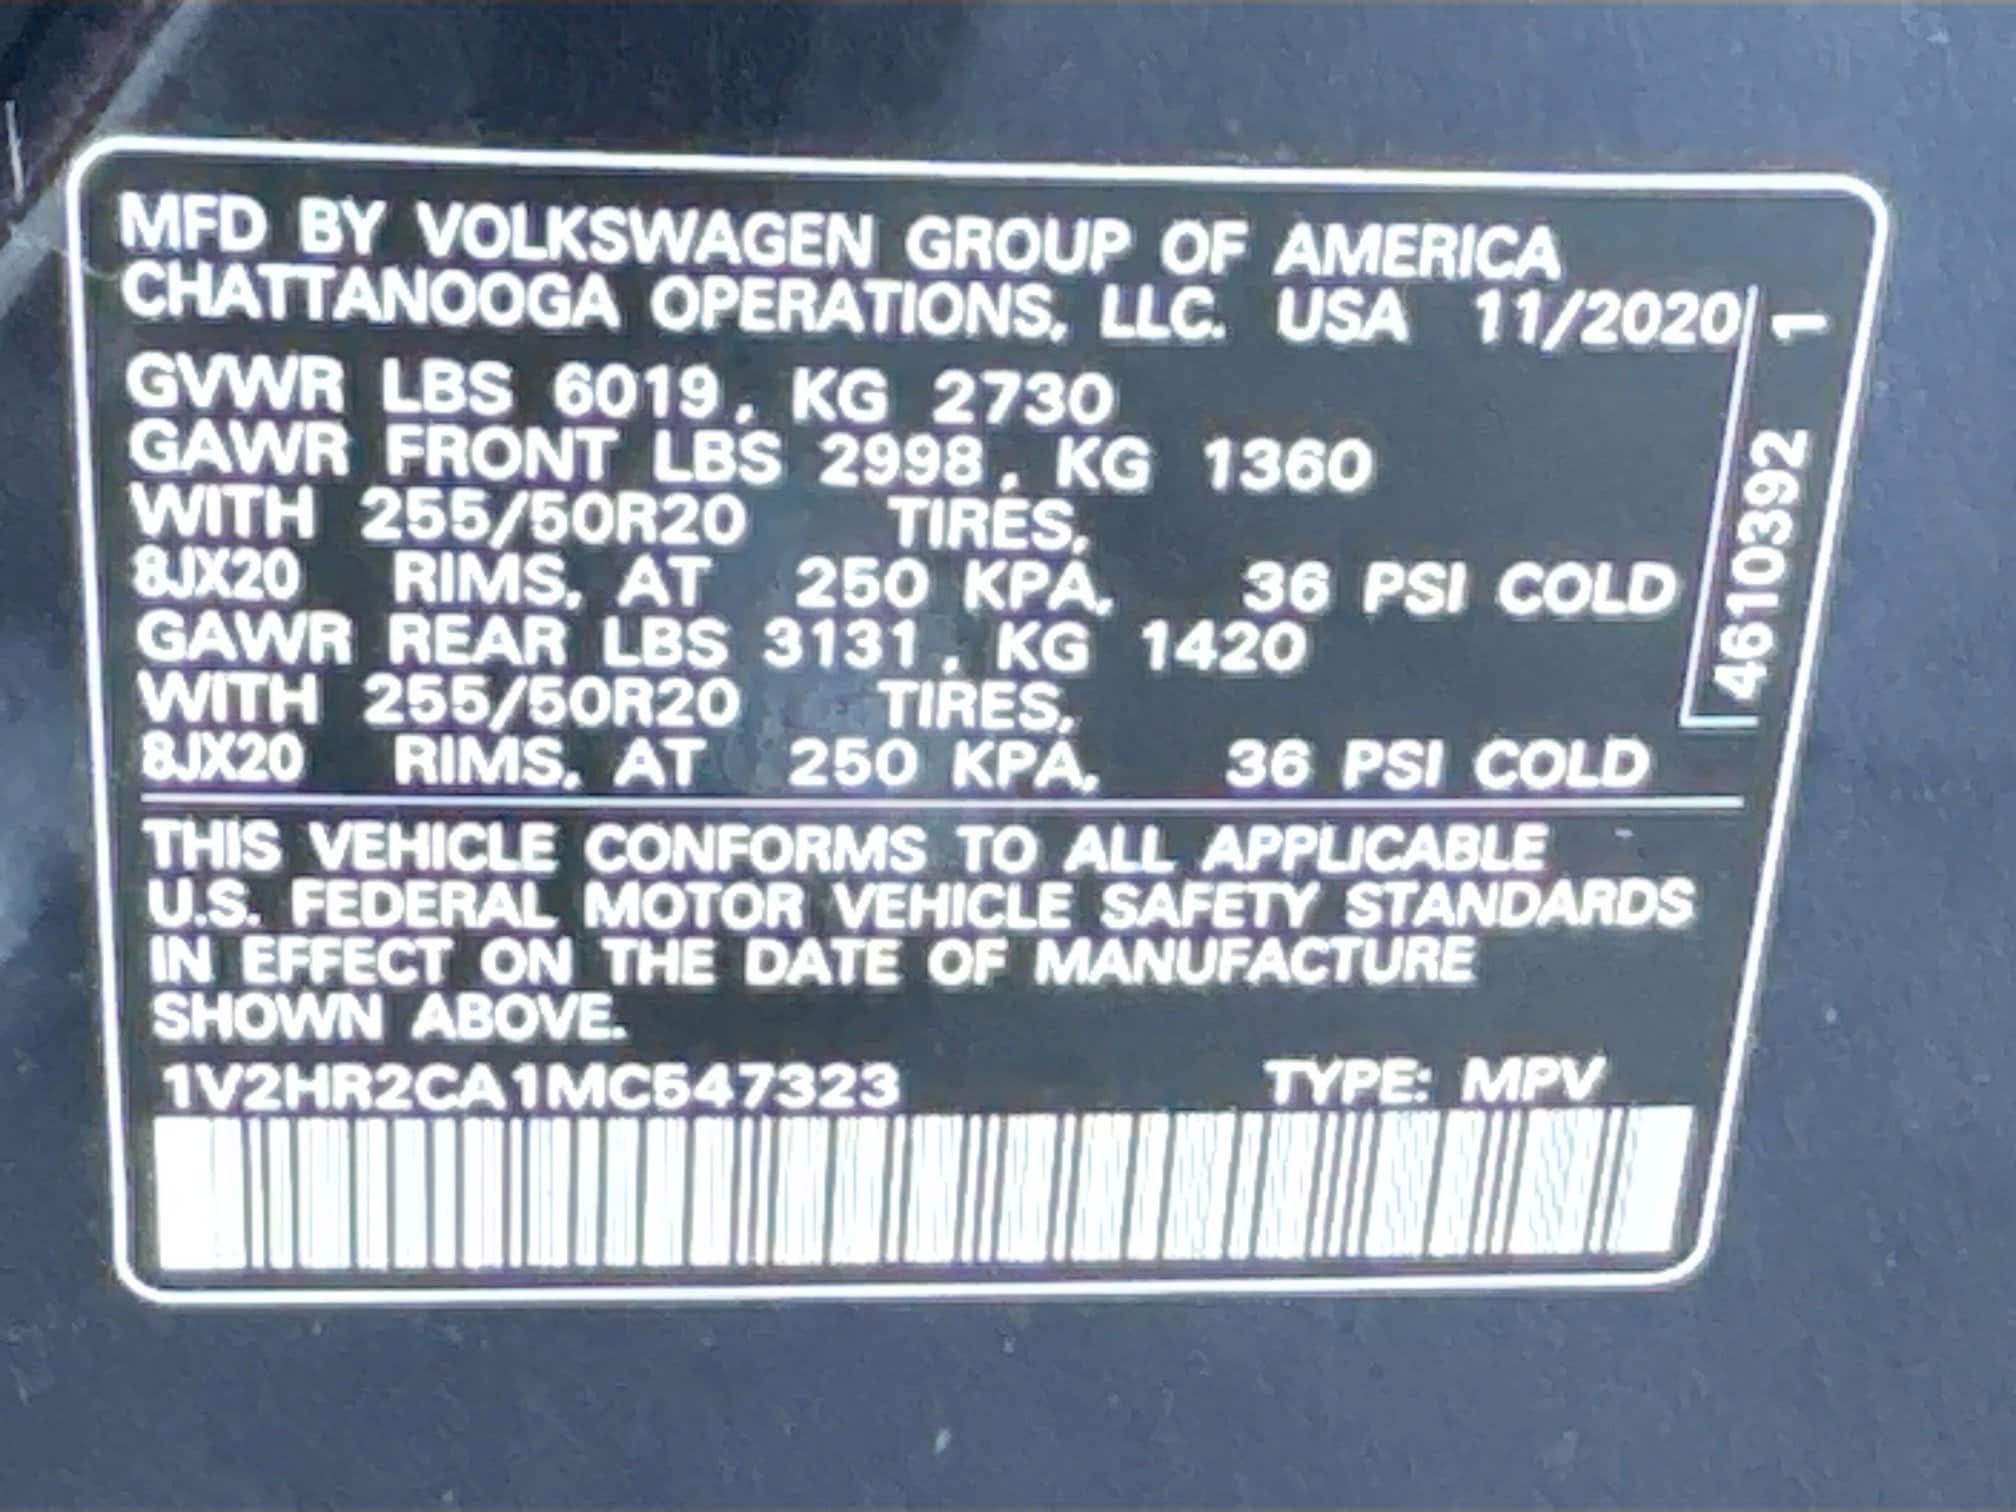 MFD BY VOLKSWAGEN GROUP OF AMERICA
CHATTANOOGA OPERATIONS, LLC. USA 11/2020
GVWR LBS 6019, KG 2730
GAWR FRONT LBS 2998, KG 1360
WITH 255/50R20 TIRES,
8JX20 RIMS, AT 250 KPA, 36 PSI COLD
GAWR REAR LBS 3131, KG 1420
WITH 255/50R20 TIRES,
8JX20 RIMS, AT 250 KPA, 36 PSI COLD
4610392 1
THIS VEHICLE CONFORMS TO ALL APPLICABLE
U.S. FEDERAL MOTOR VEHICLE SAFETY STANDARDS
IN EFFECT ON THE DATE OF MANUFACTURE
SHOWN ABOVE.
1V2HR2CA1MC547323 TYPE: MPV